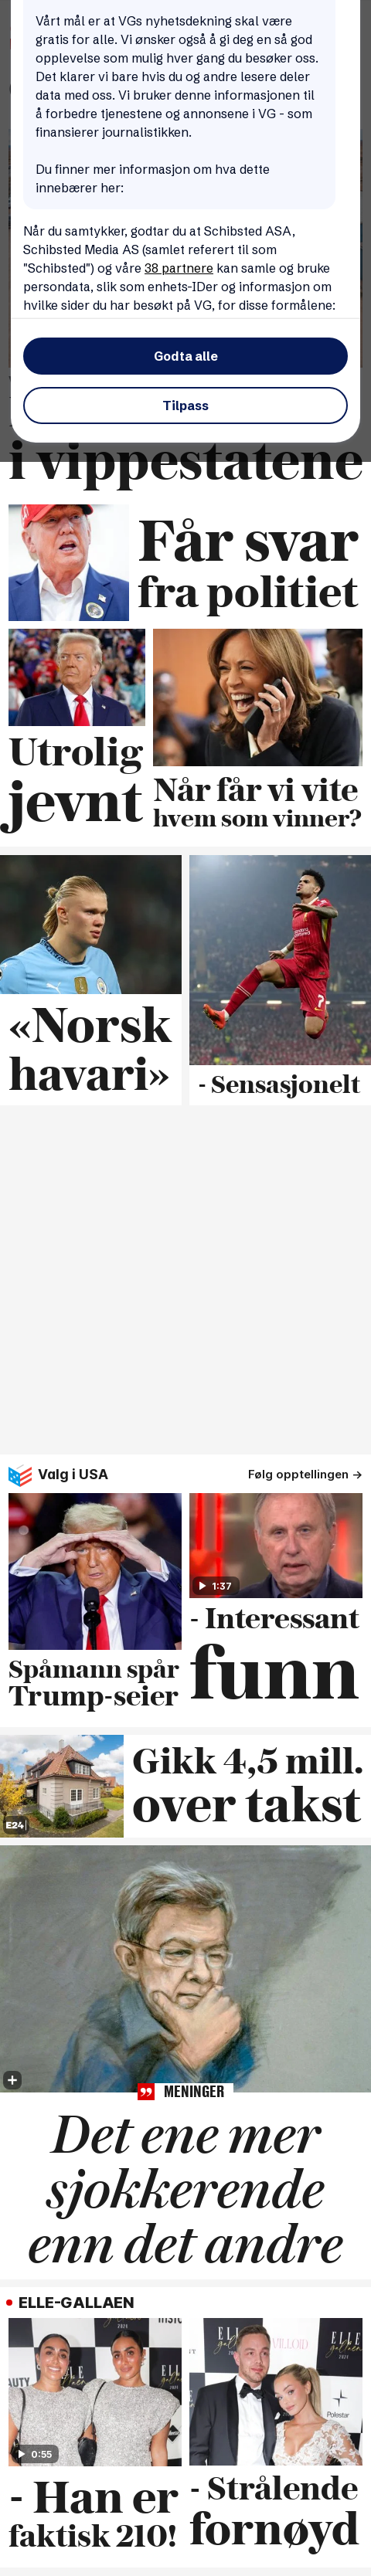 Vårt mål er at VGs nyhetsdekning skal være
gratis for alle. Vi ønsker også å gi deg en så god
opplevelse som mulig hver gang du besøker oss.
Det klarer vi bare hvis du og andre lesere deler
data med oss. Vi bruker denne informasjonen til
å forbedre tjenestene og annonsene i VG - som
finansierer journalistikken.
Du finner mer informasjon om hva dette
innebærer her:
Når du samtykker, godtar du at Schibsted ASA,
Schibsted Media AS (samlet referert til som
"Schibsted") og våre 38 partnere kan samle og bruke
persondata, slik som enhets-IDer og informasjon om
hvilke sider du har besøkt på VG, for disse formålene:
Godta alle
Tilpass
i vippestatene
Får svar
fra politiet
Utrolig
jevnt
Når får vi vite
hvem som vinner?
«Norsk
havari»
- Sensasjonelt
Valg i USA
Følg opptellingen →
1:37
Spåmann spår
Trump-seier
- Interessant
funn
E24
Gikk 4,5 mill.
over takst
MENINGER
Det ene mer
sjokkerende
enn det andre
ELLE-GALLAEN
0:55
ELLE
Polestar
- Han er
faktisk 210!
- Strålende
fornøyd